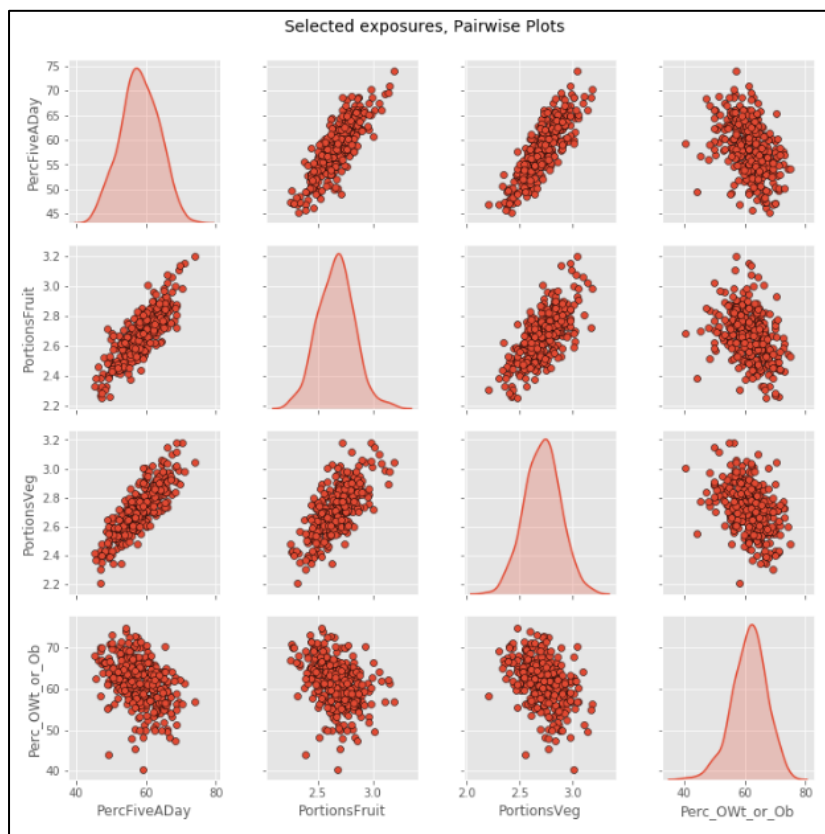 Selected exposures, Pairwise Plots
PercFiveADay
75
70
65
60
55
50
45
PortionsFruit
3.2
3.0
2.8
2.6
2.4
2.2
PortionsVeg
3.2
3.0
2.8
2.6
2.4
2.2
Perc_OWt_or_Ob
70
60
50
40
40 60 80
2.5 3.0
2.0 2.5 3.0
40 60 80
PercFiveADay
PortionsFruit
PortionsVeg
Perc_OWt_or_Ob